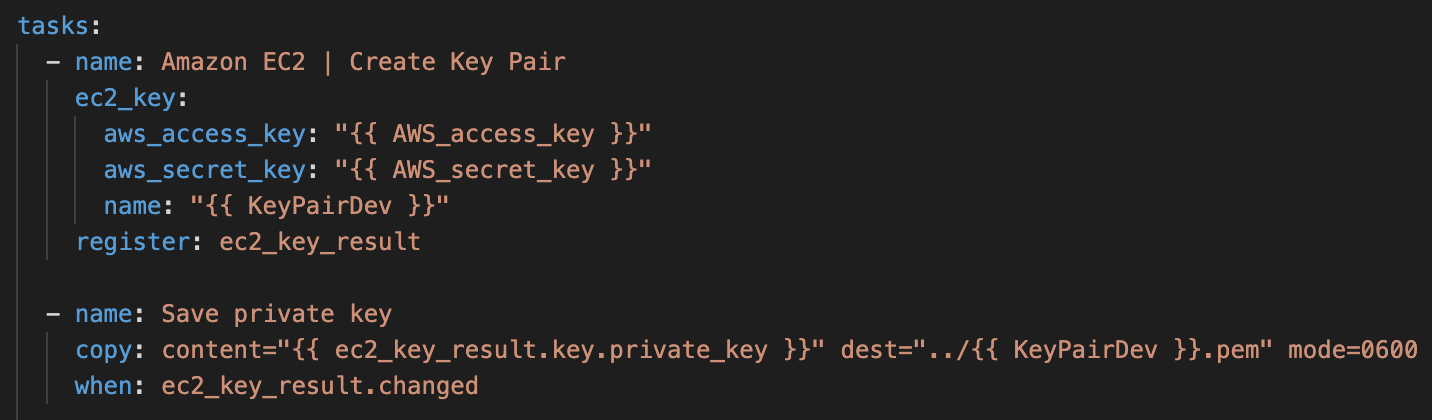 tasks:
  - name: Amazon EC2 | Create Key Pair
    ec2_key:
      aws_access_key: "{{ AWS_access_key }}"
      aws_secret_key: "{{ AWS_secret_key }}"
      name: "{{ KeyPairDev }}"
    register: ec2_key_result

  - name: Save private key
    copy: content="{{ ec2_key_result.key.private_key }}" dest="../{{ KeyPairDev }}.pem" mode=0600
    when: ec2_key_result.changed